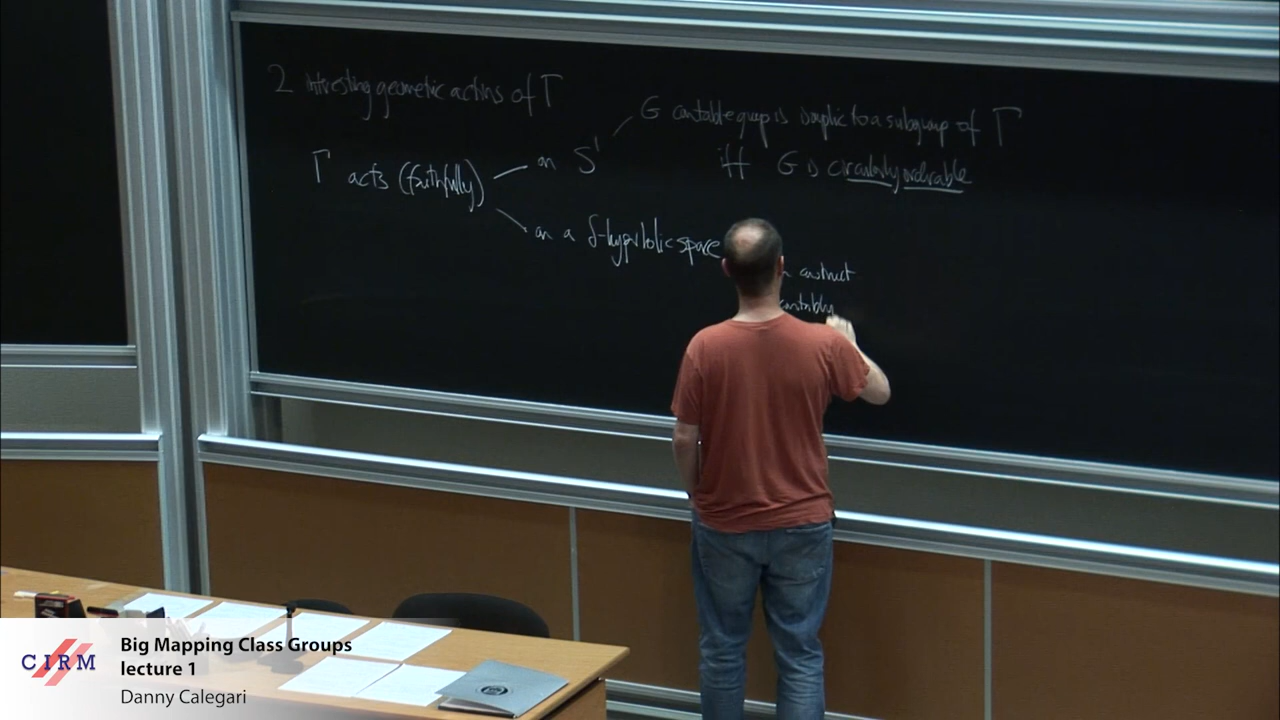 2 interesting geometric actions of Γ
G countable group is isomorphic to a subgroup of Γ
iff G is circularly orderable
Γ acts (faithfully)
on S¹
on a δ-hyperbolic space
construct
countably
CIRM
Big Mapping Class Groups
lecture 1
Danny Calegari